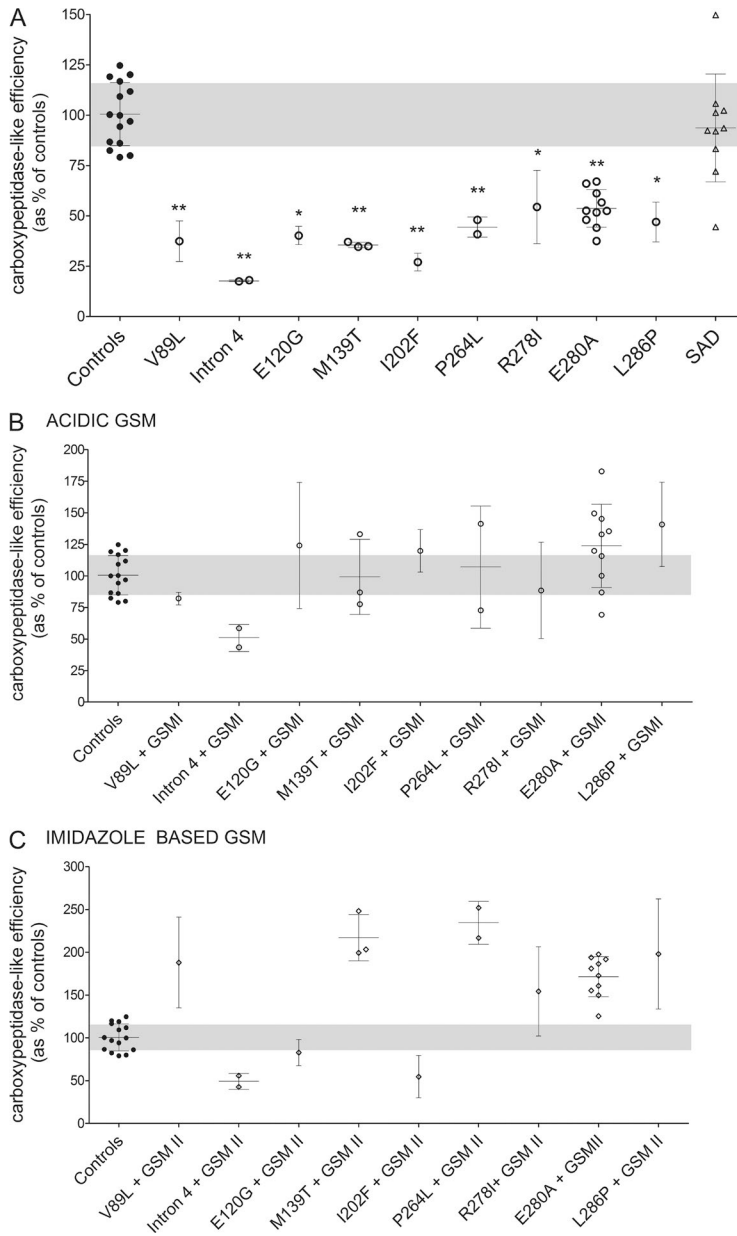 A
carboxypeptidase-like efficiency
(as % of controls)
150
125
100
75
50
25
0
**
**
*
**
**
**
*
**
*
Controls
V89L
Intron 4
E120G
M139T
I202F
P264L
R278I
E280A
L286P
SAD
B ACIDIC GSM
carboxypeptidase-like efficiency
(as % of controls)
200
175
150
125
100
75
50
25
0
Controls
V89L + GSMI
Intron 4 + GSMI
E120G + GSMI
M139T + GSMI
I202F + GSMI
P264L + GSMI
R278I + GSMI
E280A + GSMI
L286P + GSMI
C IMIDAZOLE BASED GSM
carboxypeptidase-like efficiency
(as % of controls)
300
250
200
150
100
50
0
Controls
V89L + GSM II
Intron 4 + GSM II
E120G + GSM II
M139T + GSM II
I202F + GSM II
P264L + GSM II
R278I+ GSM II
E280A + GSMII
L286P + GSM II